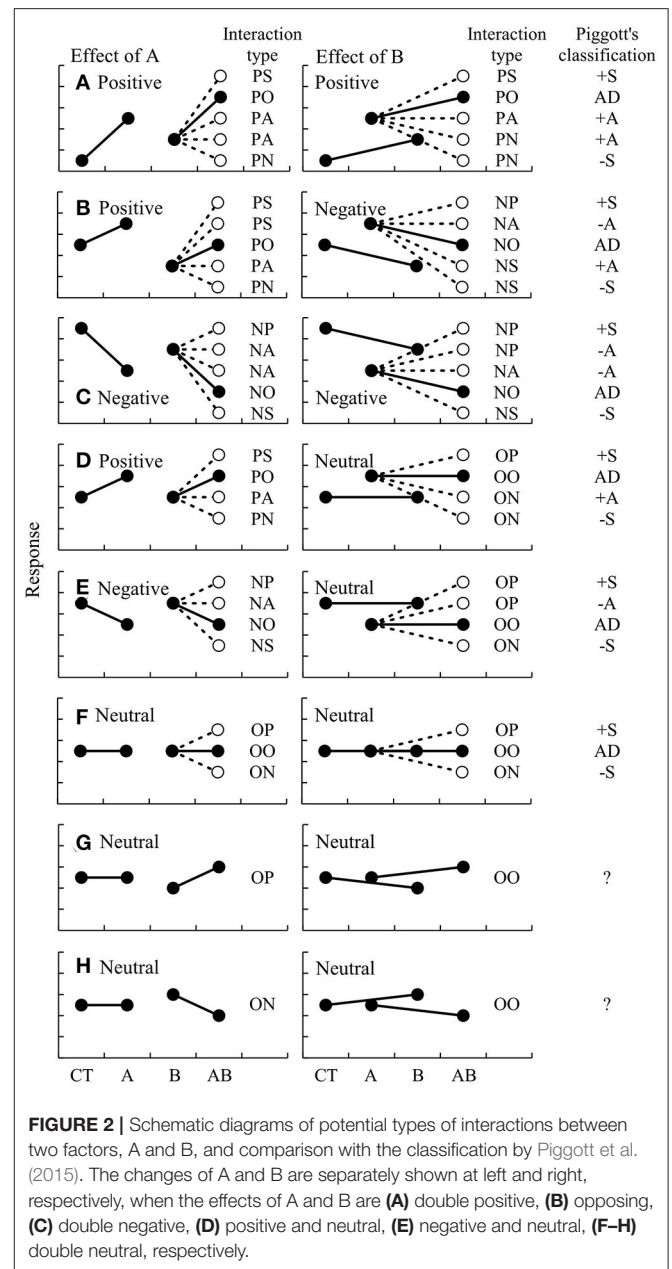 Effect of A Interaction type Effect of B Interaction type Piggott's classification
A Positive PS Positive PS +S
PO PO AD
PA PA +A
PA PN +A
PN PN -S
B Positive PS Negative NP +S
PS NA -A
PO NO AD
PA NS +A
PN NS -S
NP NP +S
NA NP -A
NA NA -A
C Negative NO Negative NO AD
NS NS -S
D Positive PS Neutral OP +S
PO OO AD
PA ON +A
PN ON -S
Response
E Negative NP Neutral OP +S
NA OP -A
NO OO AD
NS ON -S
F Neutral OP Neutral OP +S
OO OO AD
ON ON -S
G Neutral Neutral
OP OO ?
H Neutral Neutral
ON OO ?
CT A B AB CT A B AB
FIGURE 2 | Schematic diagrams of potential types of interactions between
two factors, A and B, and comparison with the classification by Piggott et al.
(2015). The changes of A and B are separately shown at left and right,
respectively, when the effects of A and B are (A) double positive, (B) opposing,
(C) double negative, (D) positive and neutral, (E) negative and neutral, (F–H)
double neutral, respectively.